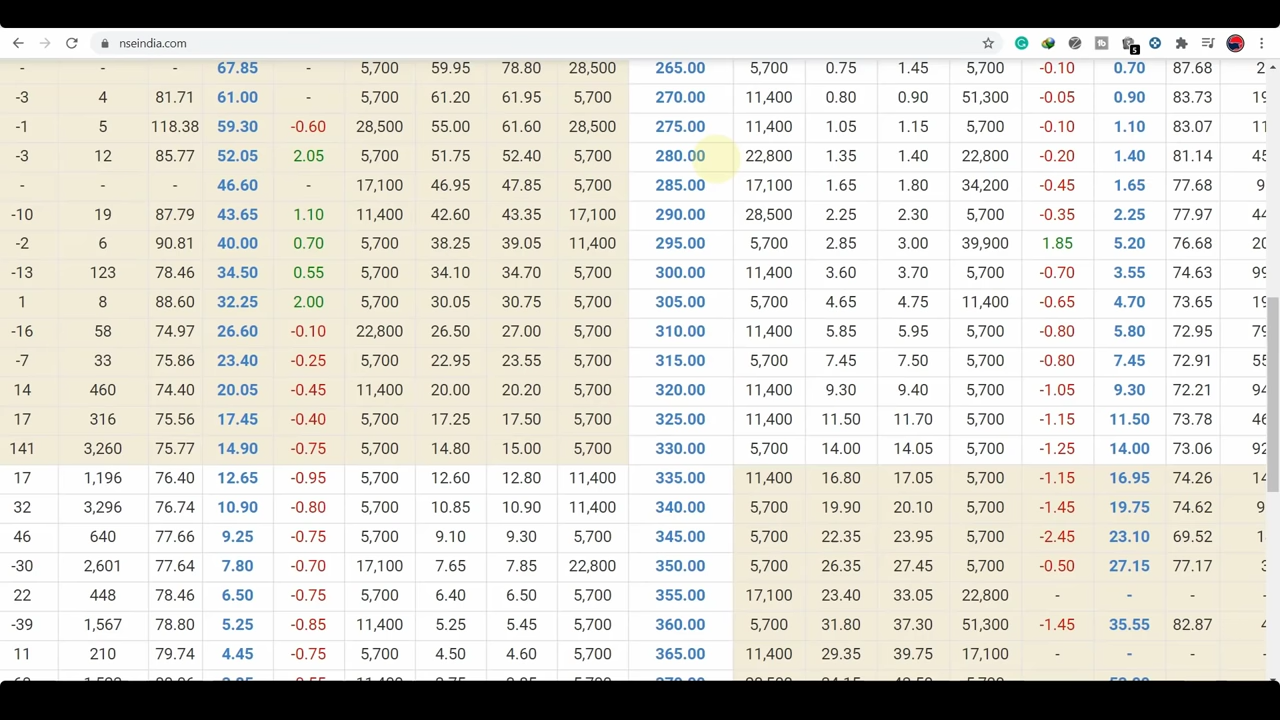 nseindia.com
5
- - - 67.85 - 5,700 59.95 78.80 28,500 265.00 5,700 0.75 1.45 5,700 -0.10 0.70 87.68 2
-3 4 81.71 61.00 - 5,700 61.20 61.95 5,700 270.00 11,400 0.80 0.90 51,300 -0.05 0.90 83.73 19
-1 5 118.38 59.30 -0.60 28,500 55.00 61.60 28,500 275.00 11,400 1.05 1.15 5,700 -0.10 1.10 83.07 11
-3 12 85.77 52.05 2.05 5,700 51.75 52.40 5,700 280.00 22,800 1.35 1.40 22,800 -0.20 1.40 81.14 45
- - - 46.60 - 17,100 46.95 47.85 5,700 285.00 17,100 1.65 1.80 34,200 -0.45 1.65 77.68 9
-10 19 87.79 43.65 1.10 11,400 42.60 43.35 17,100 290.00 28,500 2.25 2.30 5,700 -0.35 2.25 77.97 44
-2 6 90.81 40.00 0.70 5,700 38.25 39.05 11,400 295.00 5,700 2.85 3.00 39,900 1.85 5.20 76.68 20
-13 123 78.46 34.50 0.55 5,700 34.10 34.70 5,700 300.00 11,400 3.60 3.70 5,700 -0.70 3.55 74.63 99
1 8 88.60 32.25 2.00 5,700 30.05 30.75 5,700 305.00 5,700 4.65 4.75 11,400 -0.65 4.70 73.65 19
-16 58 74.97 26.60 -0.10 22,800 26.50 27.00 5,700 310.00 11,400 5.85 5.95 5,700 -0.80 5.80 72.95 79
-7 33 75.86 23.40 -0.25 5,700 22.95 23.55 5,700 315.00 5,700 7.45 7.50 5,700 -0.80 7.45 72.91 55
14 460 74.40 20.05 -0.45 11,400 20.00 20.20 5,700 320.00 11,400 9.30 9.40 5,700 -1.05 9.30 72.21 94
17 316 75.56 17.45 -0.40 5,700 17.25 17.50 5,700 325.00 11,400 11.50 11.70 5,700 -1.15 11.50 73.78 46
141 3,260 75.77 14.90 -0.75 5,700 14.80 15.00 5,700 330.00 5,700 14.00 14.05 5,700 -1.25 14.00 73.06 92
17 1,196 76.40 12.65 -0.95 5,700 12.60 12.80 11,400 335.00 11,400 16.80 17.05 5,700 -1.15 16.95 74.26 14
32 3,296 76.74 10.90 -0.80 5,700 10.85 10.90 11,400 340.00 5,700 19.90 20.10 5,700 -1.45 19.75 74.62 9
46 640 77.66 9.25 -0.75 5,700 9.10 9.30 5,700 345.00 5,700 22.35 23.95 5,700 -2.45 23.10 69.52 1
-30 2,601 77.64 7.80 -0.70 17,100 7.65 7.85 22,800 350.00 5,700 26.35 27.45 5,700 -0.50 27.15 77.17
22 448 78.46 6.50 -0.75 5,700 6.40 6.50 5,700 355.00 17,100 23.40 33.05 22,800 - - - -
-39 1,567 78.80 5.25 -0.85 11,400 5.25 5.45 5,700 360.00 5,700 31.80 37.30 51,300 -1.45 35.55 82.87
11 210 79.74 4.45 -0.75 5,700 4.50 4.60 5,700 365.00 11,400 29.35 39.75 17,100 - - - -